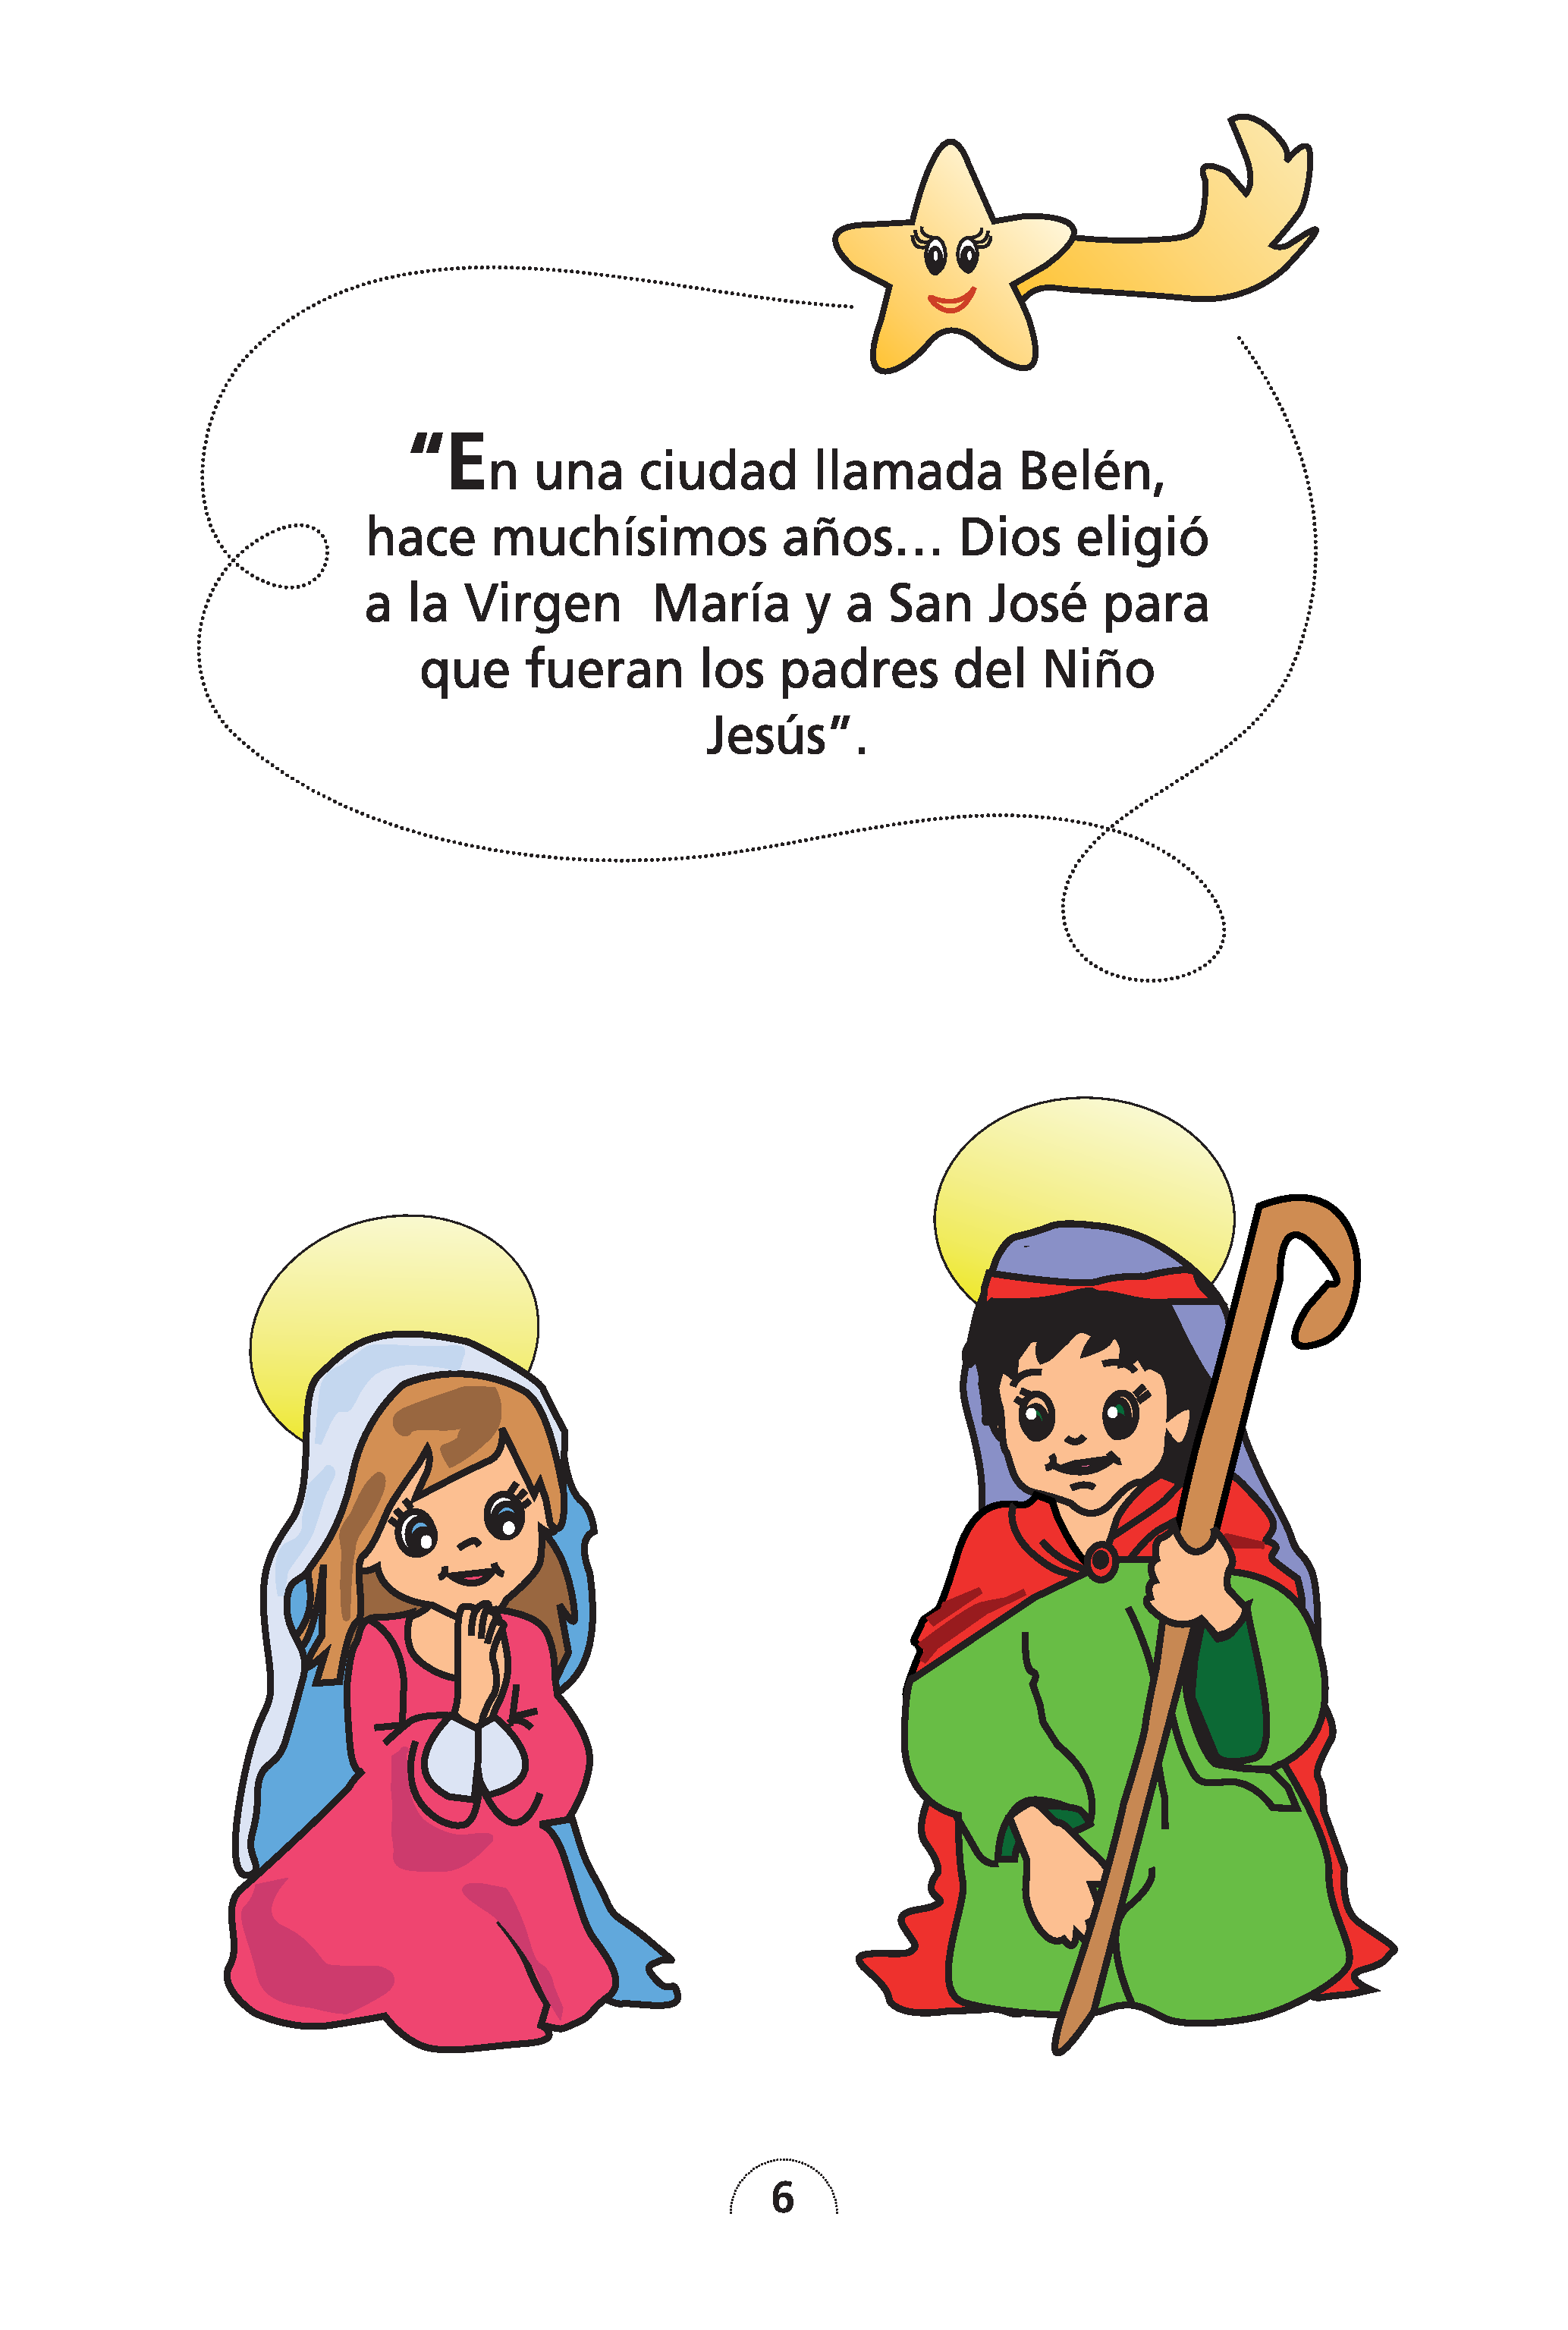 “En una ciudad llamada Belén,
hace muchísimos años... Dios eligió
a la Virgen María y a San José para
que fueran los padres del Niño
Jesús”.
6